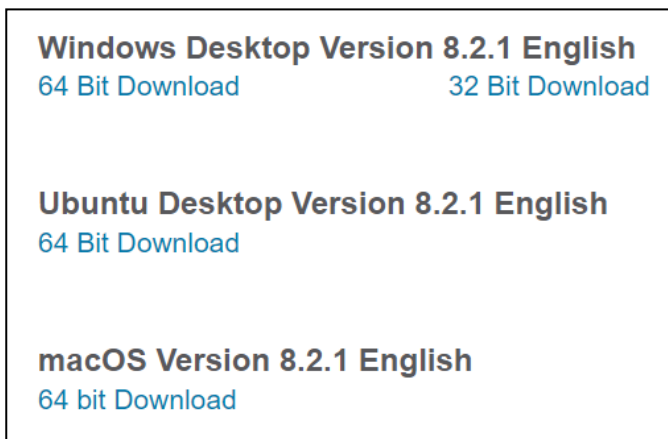 Windows Desktop Version 8.2.1 English
64 Bit Download 32 Bit Download
Ubuntu Desktop Version 8.2.1 English
64 Bit Download
macOS Version 8.2.1 English
64 bit Download